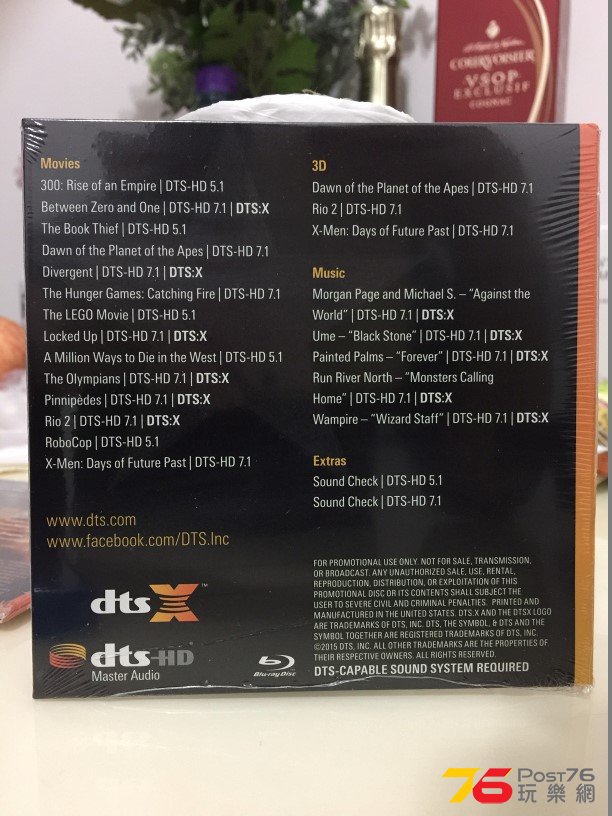 COURVOISIER
V.S.O.P
EXCLUSIF
COGNAC
Movies
300: Rise of an Empire | DTS-HD 5.1
Between Zero and One | DTS-HD 7.1 | DTS:X
The Book Thief | DTS-HD 5.1
Dawn of the Planet of the Apes | DTS-HD 7.1
Divergent | DTS-HD 7.1 | DTS:X
The Hunger Games: Catching Fire | DTS-HD 7.1
The LEGO Movie | DTS-HD 5.1
Locked Up | DTS-HD 7.1 | DTS:X
A Million Ways to Die in the West | DTS-HD 5.1
The Olympians | DTS-HD 7.1 | DTS:X
Pinnipèdes | DTS-HD 7.1 | DTS:X
Rio 2 | DTS-HD 7.1 | DTS:X
RoboCop | DTS-HD 5.1
X-Men: Days of Future Past | DTS-HD 7.1
www.dts.com
www.facebook.com/DTS.Inc
dts X™
dts-HD
Master Audio
Blu-ray Disc
3D
Dawn of the Planet of the Apes | DTS-HD 7.1
Rio 2 | DTS-HD 7.1
X-Men: Days of Future Past | DTS-HD 7.1
Music
Morgan Page and Michael S. – "Against the
World" | DTS-HD 7.1 | DTS:X
Ume – "Black Stone" | DTS-HD 7.1 | DTS:X
Painted Palms – "Forever" | DTS-HD 7.1 | DTS:X
Run River North – "Monsters Calling
Home" | DTS-HD 7.1 | DTS:X
Wampire – "Wizard Staff" | DTS-HD 7.1 | DTS:X
Extras
Sound Check | DTS-HD 5.1
Sound Check | DTS-HD 7.1
FOR PROMOTIONAL USE ONLY. NOT FOR SALE, TRANSMISSION,
OR BROADCAST. ANY UNAUTHORIZED SALE, USE, RENTAL,
REPRODUCTION, DISTRIBUTION, OR EXPLOITATION OF THIS
PROMOTIONAL DISC OR ITS CONTENTS SHALL SUBJECT THE
USER TO SEVERE CIVIL AND CRIMINAL PENALTIES. PRINTED AND
MANUFACTURED IN THE UNITED STATES. DTS:X AND THE DTSX LOGO
ARE TRADEMARKS OF DTS, INC. DTS, THE SYMBOL, & DTS AND THE
SYMBOL TOGETHER ARE REGISTERED TRADEMARKS OF DTS, INC.
©2015 DTS, INC. ALL OTHER TRADEMARKS ARE THE PROPERTIES OF
THEIR RESPECTIVE OWNERS. ALL RIGHTS RESERVED.
DTS-CAPABLE SOUND SYSTEM REQUIRED
76 POST76
玩樂網